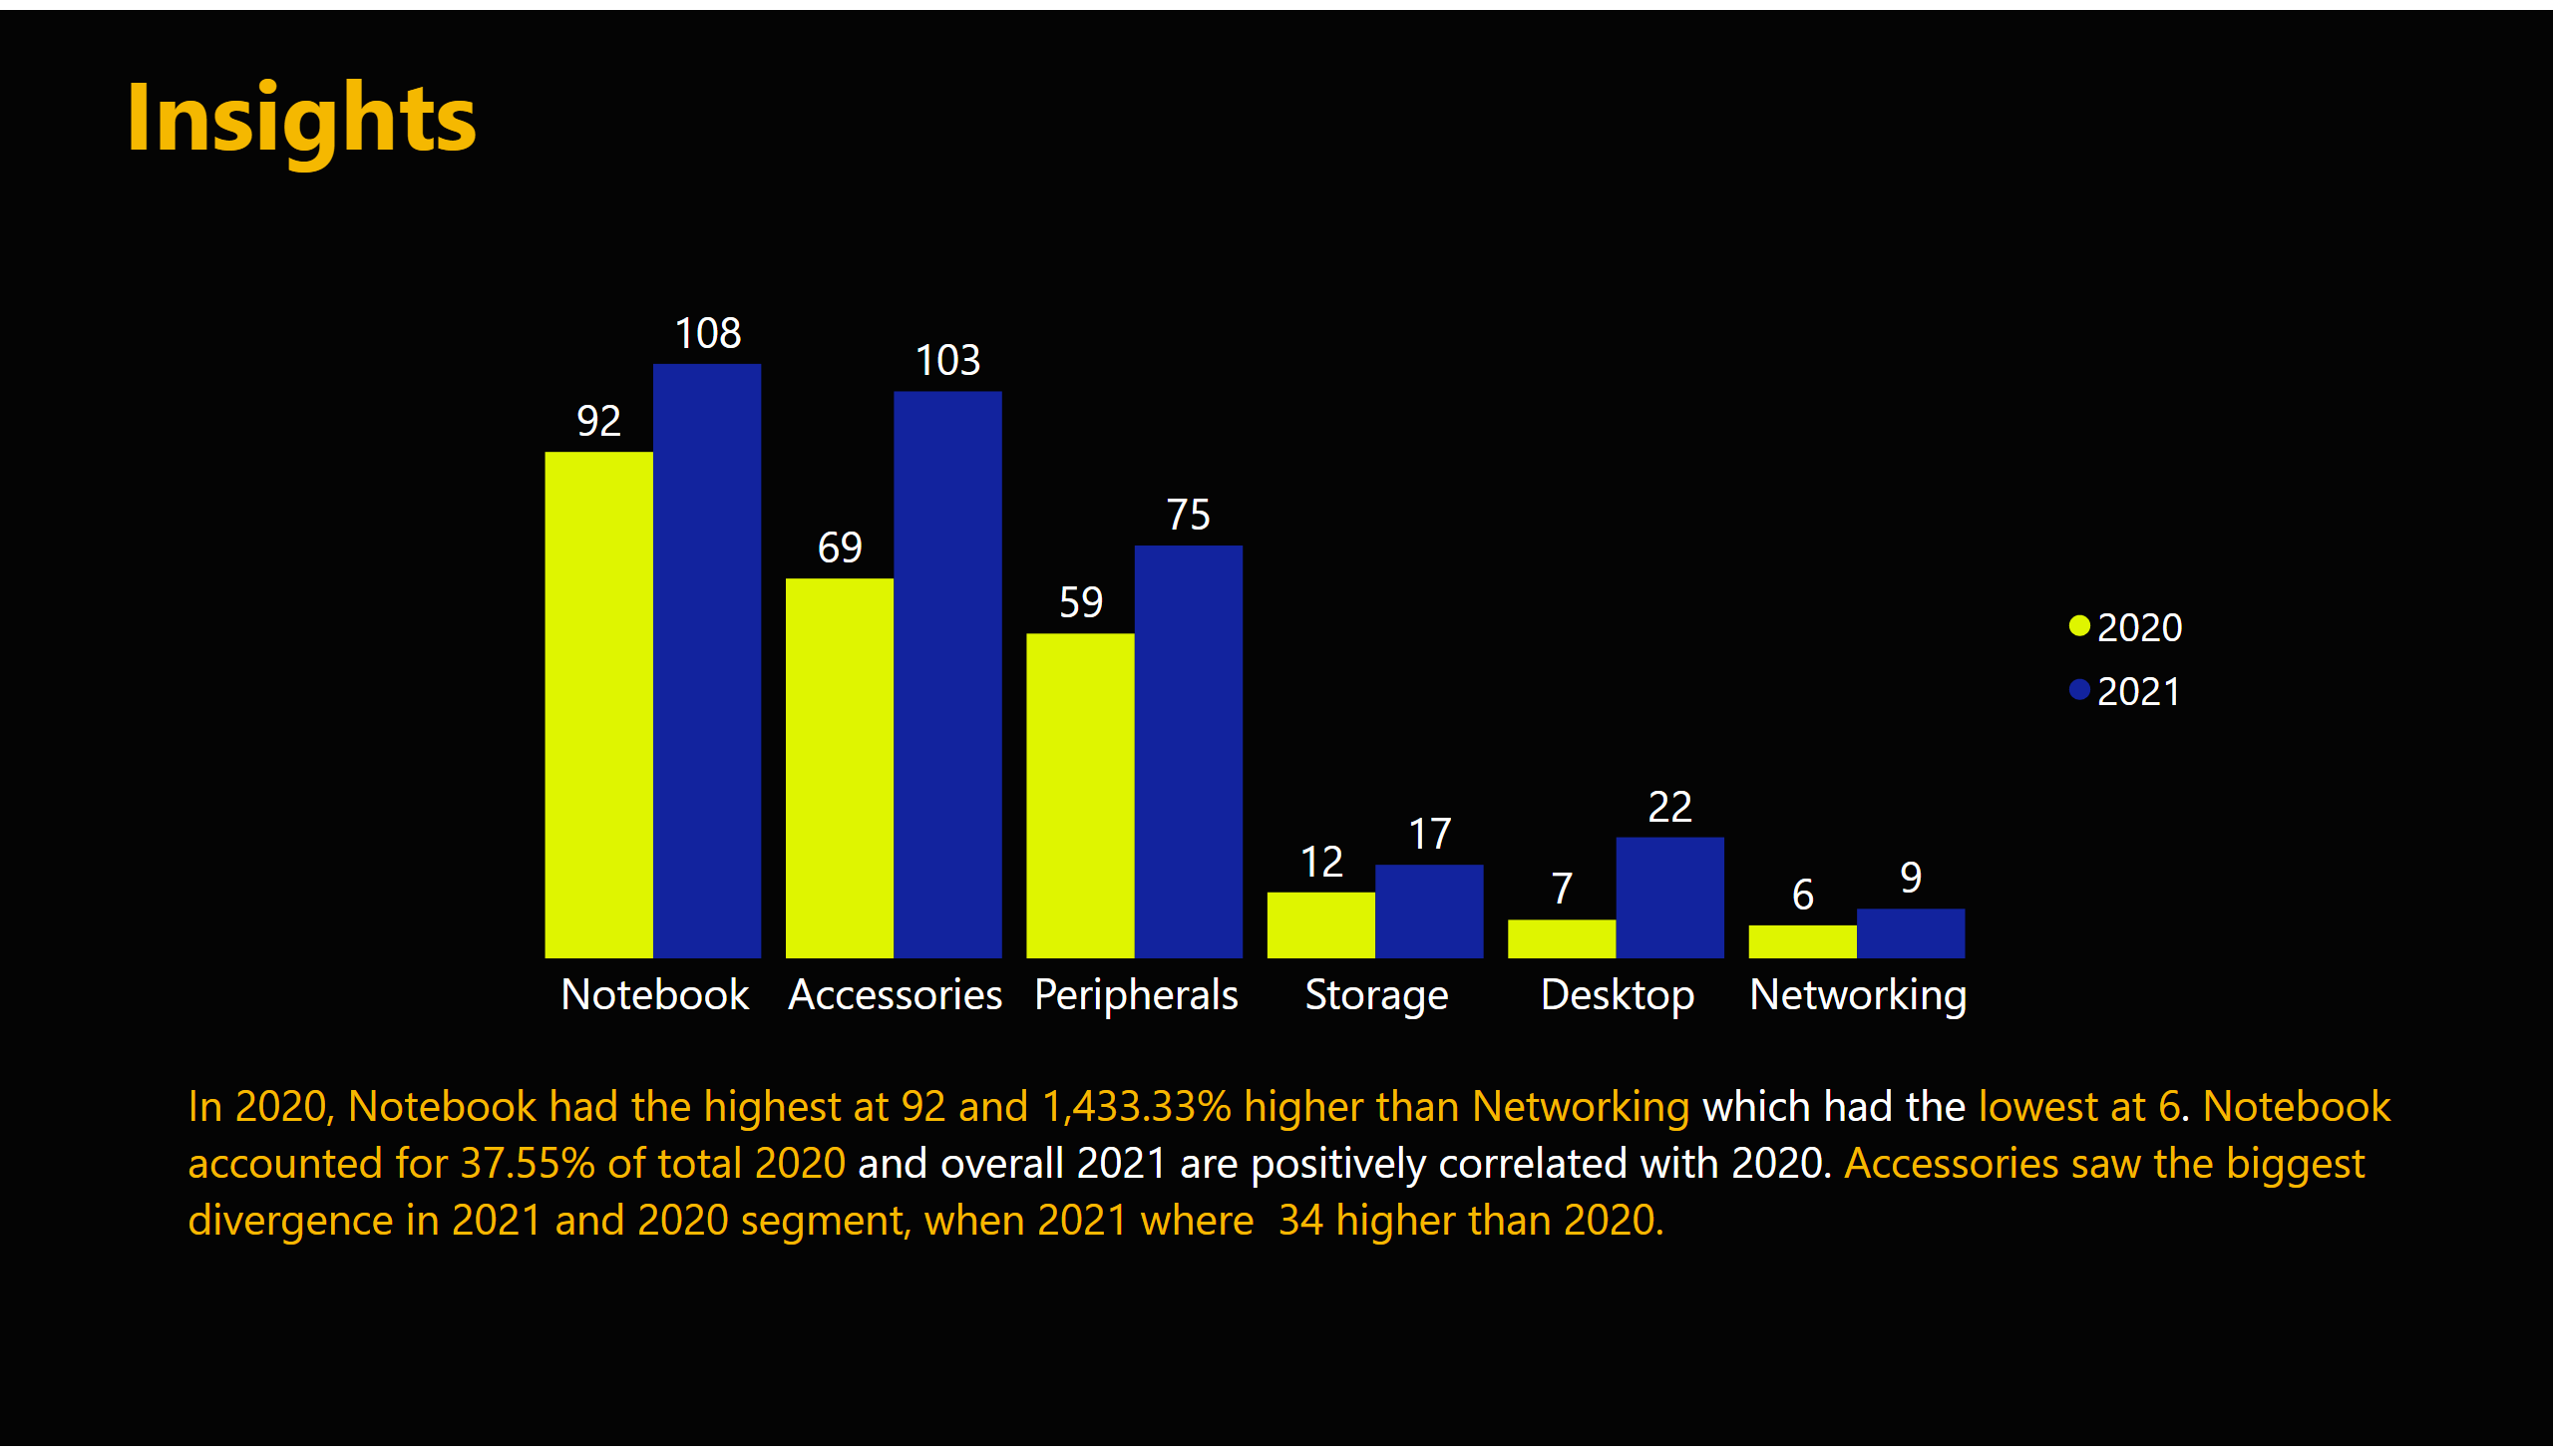 Insights
108
103
92
75
69
59
22
17
12
7
6
9
2020
2021
Notebook Accessories Peripherals Storage Desktop Networking
In 2020, Notebook had the highest at 92 and 1,433.33% higher than Networking which had the lowest at 6. Notebook
accounted for 37.55% of total 2020 and overall 2021 are positively correlated with 2020. Accessories saw the biggest
divergence in 2021 and 2020 segment, when 2021 where  34 higher than 2020.